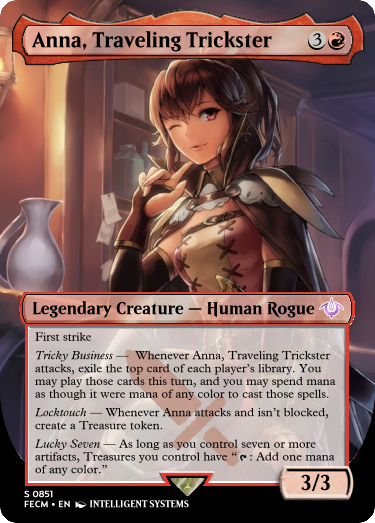 Anna, Traveling Trickster 3
Legendary Creature — Human Rogue
First strike
Tricky Business — Whenever Anna, Traveling Trickster
attacks, exile the top card of each player's library. You
may play those cards this turn, and you may spend mana
as though it were mana of any color to cast those spells.
Locktouch — Whenever Anna attacks and isn't blocked,
create a Treasure token.
Lucky Seven — As long as you control seven or more
artifacts, Treasures you control have “: Add one mana
of any color.”
3/3
S 0851
FECM • EN INTELLIGENT SYSTEMS